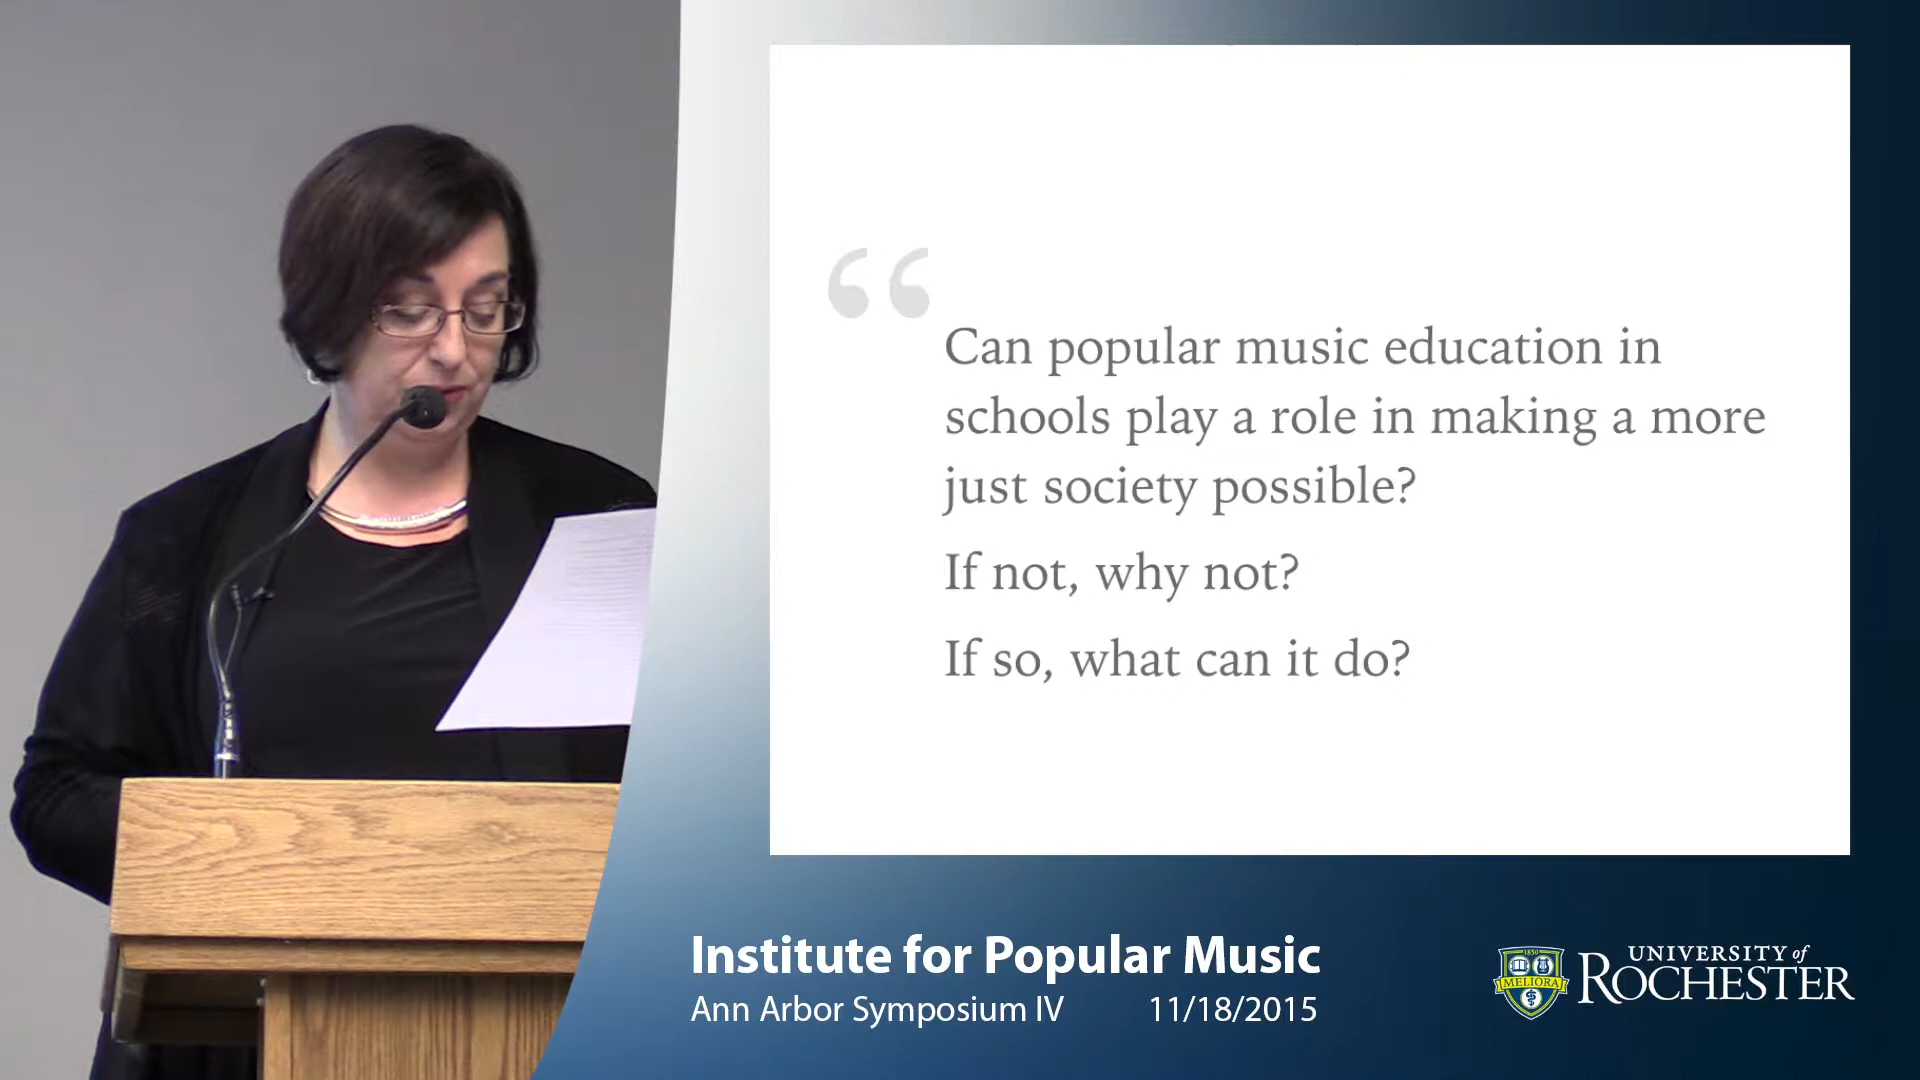 “
Can popular music education in
schools play a role in making a more
just society possible?
If not, why not?
If so, what can it do?
Institute for Popular Music
Ann Arbor Symposium IV 11/18/2015
1850
MELIORA
UNIVERSITY of
ROCHESTER